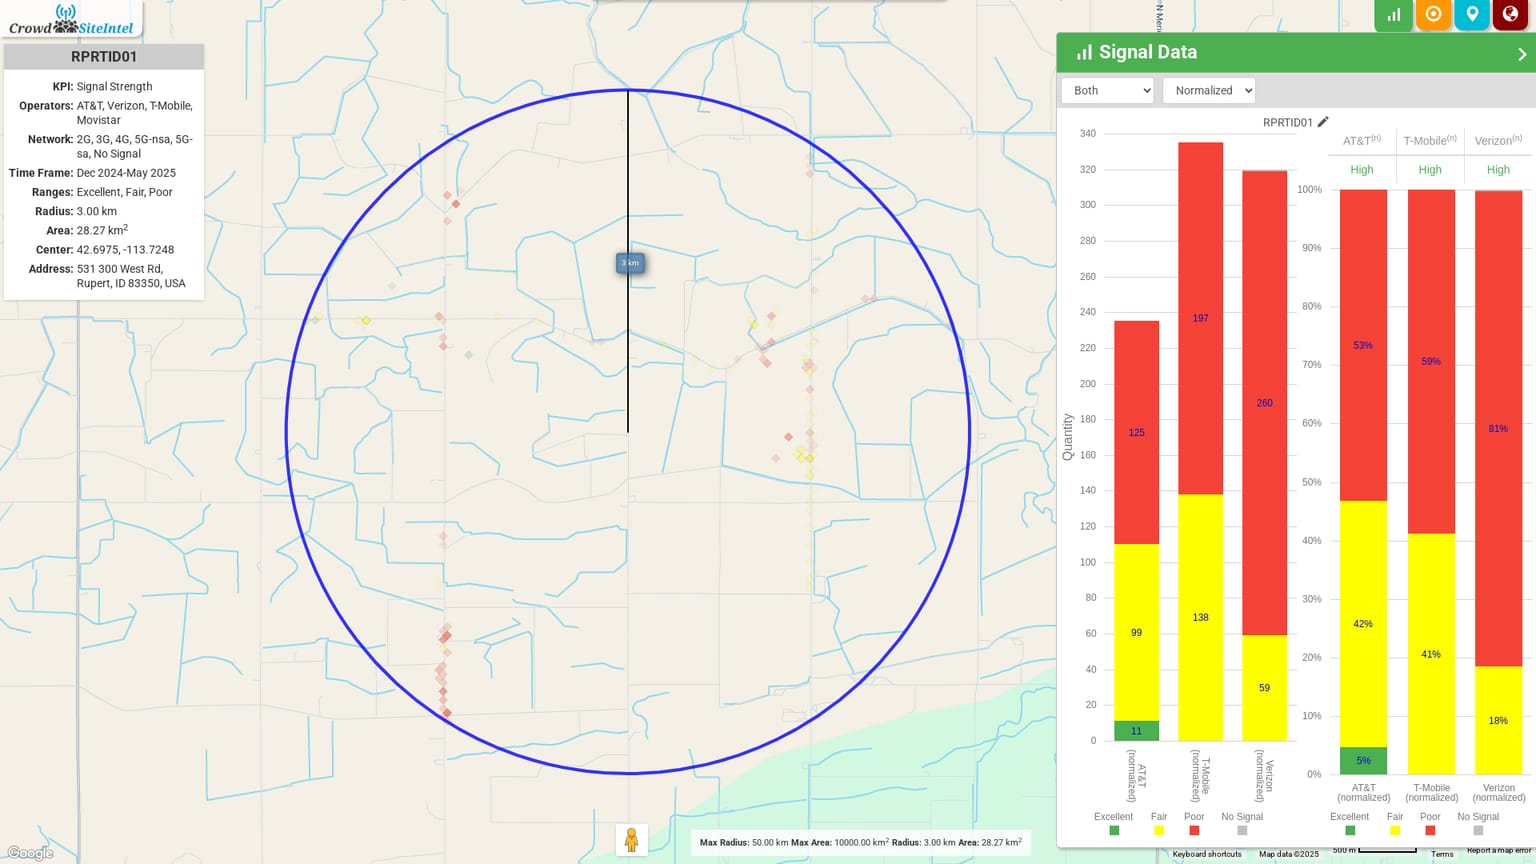 Crowd SiteIntel
RPRTID01
KPI: Signal Strength
Operators: AT&T, Verizon, T-Mobile,
Movistar
Network: 2G, 3G, 4G, 5G-nsa, 5G-
sa, No Signal
Time Frame: Dec 2024-May 2025
Ranges: Excellent, Fair, Poor
Radius: 3.00 km
Area: 28.27 km²
Center: 42.6975, -113.7248
Address: 531 300 West Rd,
Rupert, ID 83350, USA
3 km
N Meri
Signal Data
Both
Normalized
RPRTID01
Quantity
340
320
300
280
260
240
220
200
180
160
140
120
100
80
60
40
20
0
125
99
11
197
138
260
59
AT&T
(normalized)
T-Mobile
(normalized)
Verizon
(normalized)
Excellent Fair Poor No Signal
AT&T(n) T-Mobile(n) Verizon(n)
High High High
100%
90%
80%
70%
60%
50%
40%
30%
20%
10%
0%
53%
42%
5%
59%
41%
81%
18%
AT&T
(normalized)
T-Mobile
(normalized)
Verizon
(normalized)
Excellent Fair Poor No Signal
Max Radius: 50.00 km Max Area: 10000.00 km² Radius: 3.00 km Area: 28.27 km²
Google
Keyboard shortcuts
Map data ©2025
500 m
Terms
Report a map error